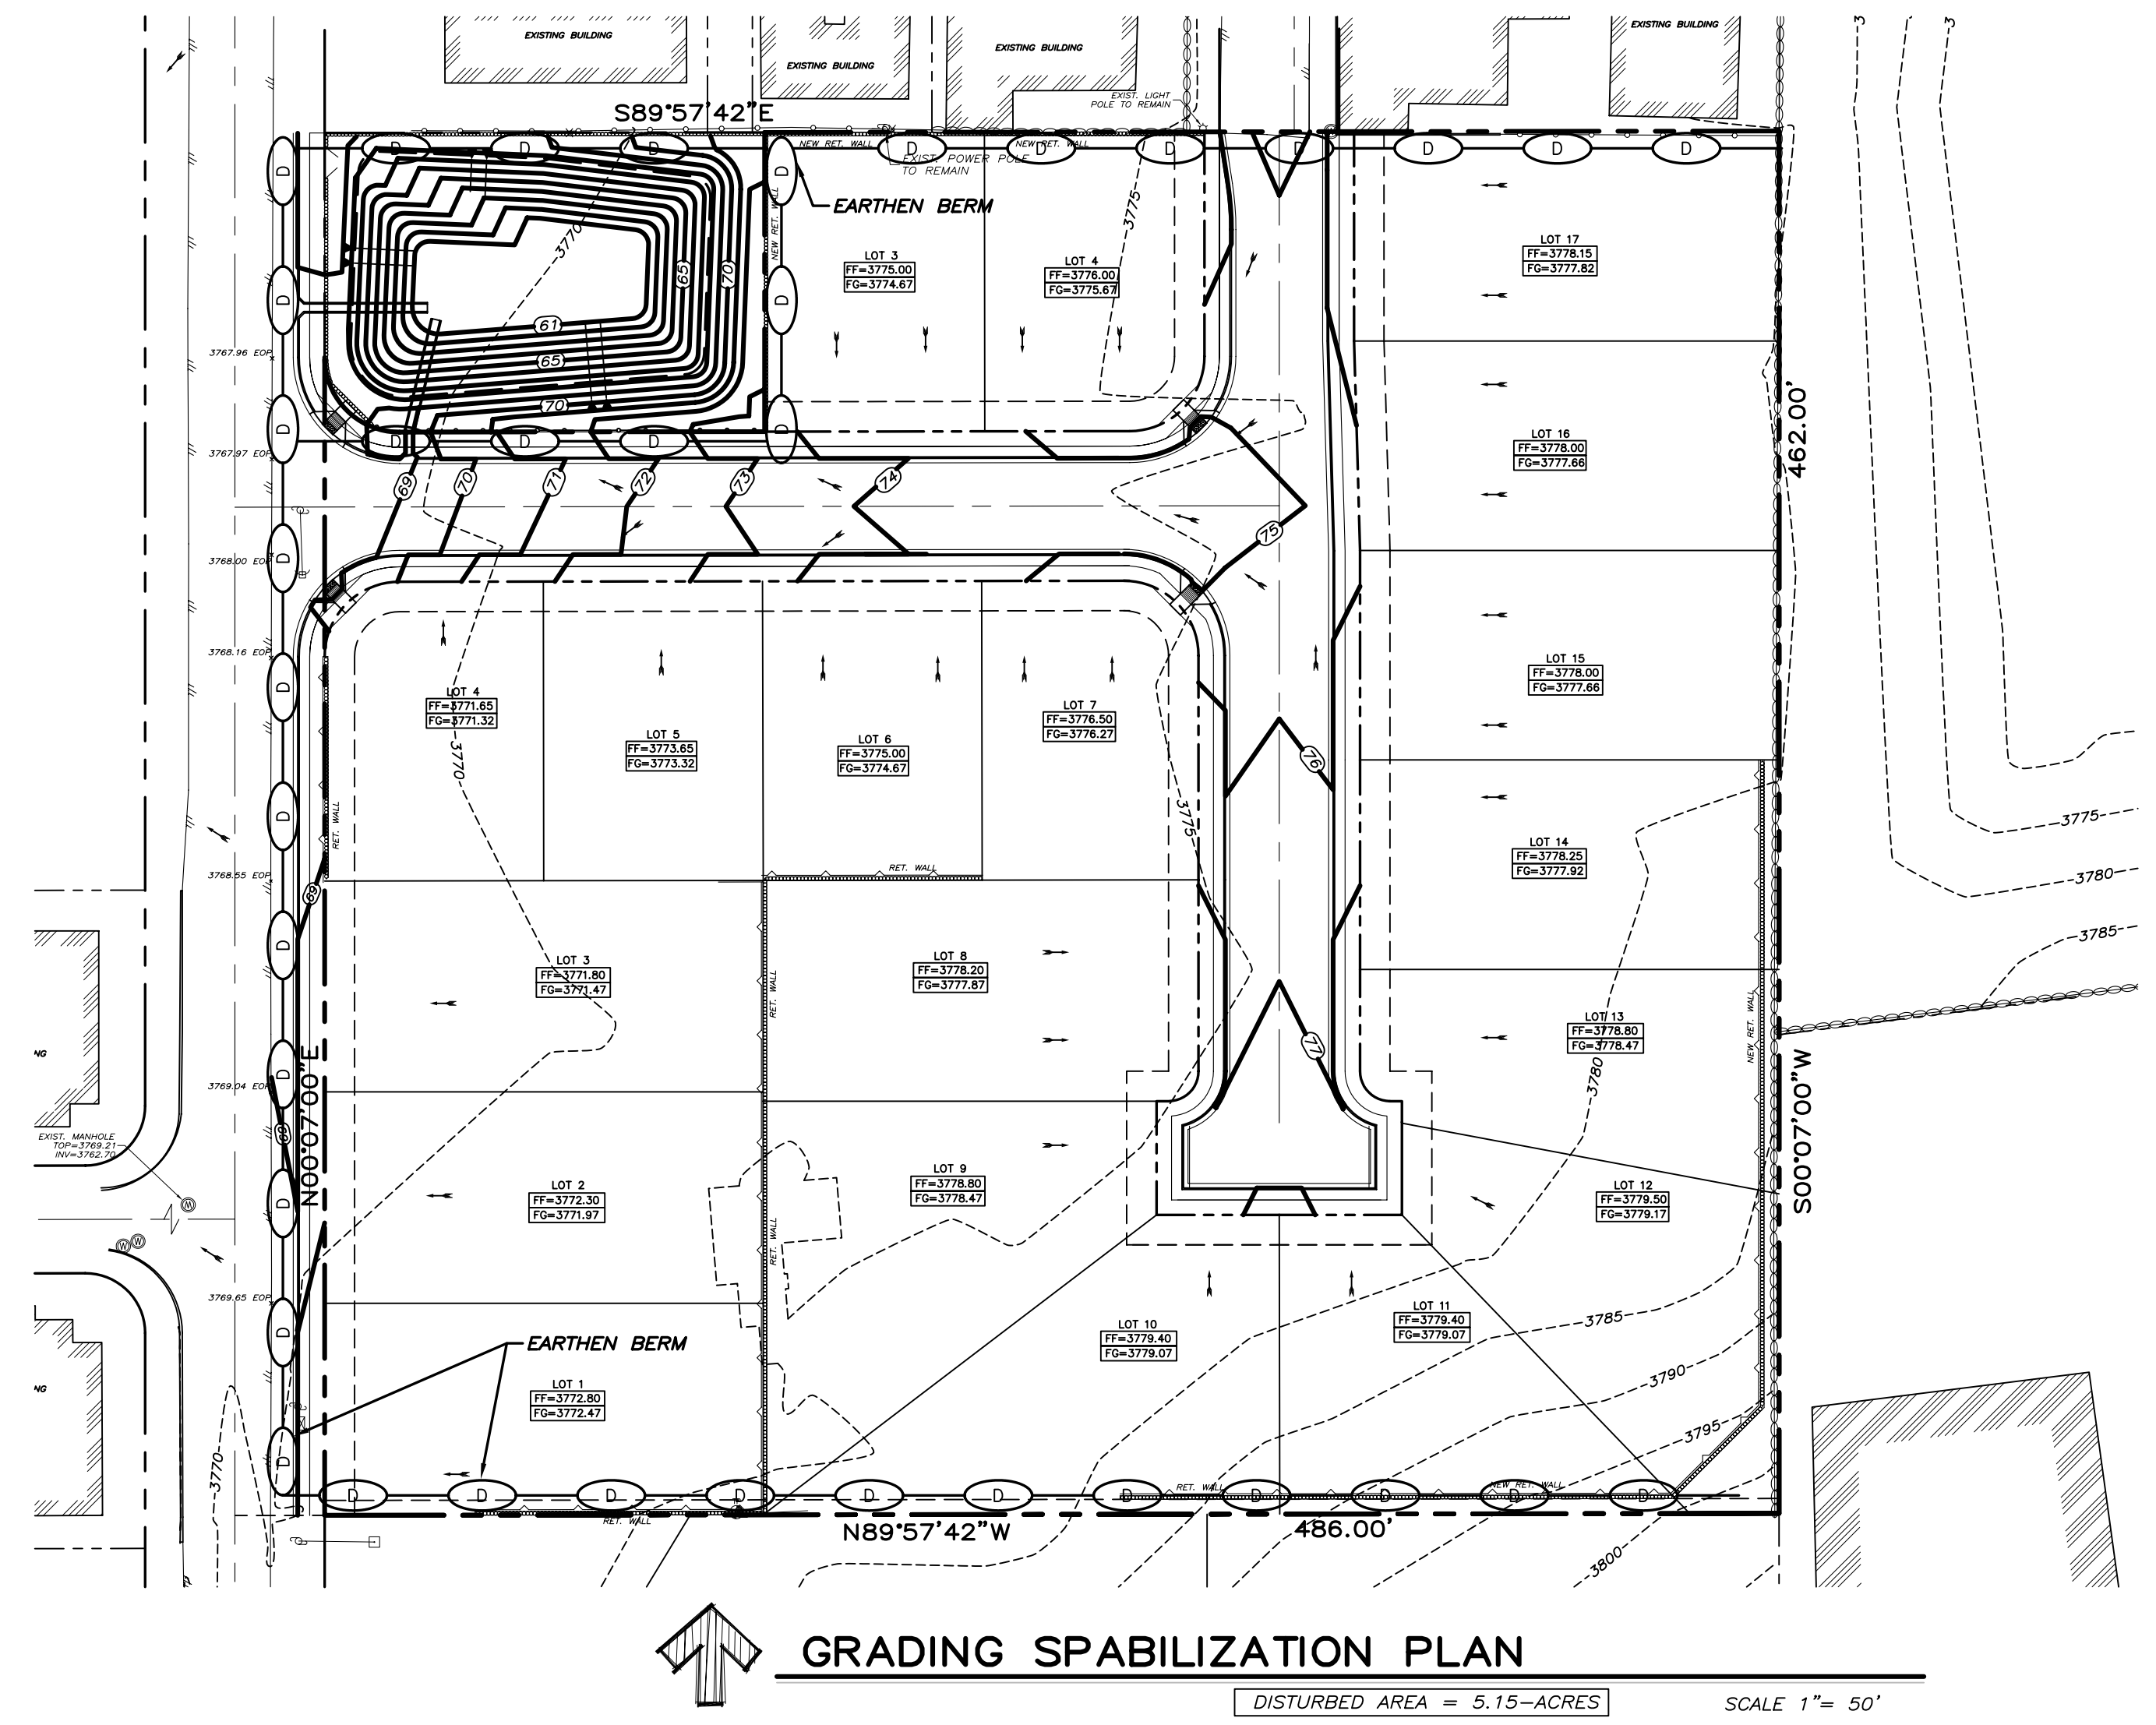 EXISTING BUILDING
EXISTING BUILDING
EXISTING BUILDING
EXISTING BUILDING
3
3
EXIST. LIGHT
POLE TO REMAIN
S89°57'42"E
D
D
D
D
D
D
D
D
D
D
NEW RET. WALL
NEW RET. WALL
EXIST. POWER POLE
TO REMAIN
D
D
EARTHEN BERM
NEW RET. WALL
3770
3775
65
70
LOT 3
FF=3775.00
FG=3774.67
LOT 4
FF=3776.00
FG=3775.67
LOT 17
FF=3778.15
FG=3777.82
D
D
61
65
70
3767.96 EOP
D
D
D
D
D
462.00'
LOT 16
FF=3778.00
FG=3777.66
3767.97 EOP
69
70
71
72
73
74
75
3768.00 EOP
D
3768.16 EOP
D
LOT 4
FF=3771.65
FG=3771.32
LOT 5
FF=3773.65
FG=3773.32
LOT 6
FF=3775.00
FG=3774.67
LOT 7
FF=3776.50
FG=3776.27
LOT 15
FF=3778.00
FG=3777.66
3770
76
3775
D
RET. WALL
RET. WALL
3775
LOT 14
FF=3778.25
FG=3777.92
3780
3768.55 EOP
69
D
3785
LOT 3
FF=3771.80
FG=3771.47
RET. WALL
LOT 8
FF=3778.20
FG=3777.87
LOT 13
FF=3778.80
FG=3778.47
NEW RET. WALL
77
3780
NG
3769.04 EOP
D
69
N00°07'00"E
S00°07'00"W
EXIST. MANHOLE
TOP=3769.21
INV=3762.70
W
W
W
D
LOT 2
FF=3772.30
FG=3771.97
RET. WALL
LOT 9
FF=3778.80
FG=3778.47
LOT 12
FF=3779.50
FG=3779.17
3769.65 EOP
D
EARTHEN BERM
LOT 10
FF=3779.40
FG=3779.07
LOT 11
FF=3779.40
FG=3779.07
3785
3790
3795
NG
LOT 1
FF=3772.80
FG=3772.47
3770
D
D
D
D
D
D
D
D
D
D
D
D
RET. WALL
NEW RET. WALL
RET. WALL
N89°57'42"W
486.00'
3800
GRADING SPABILIZATION PLAN
DISTURBED AREA = 5.15-ACRES
SCALE 1"= 50'